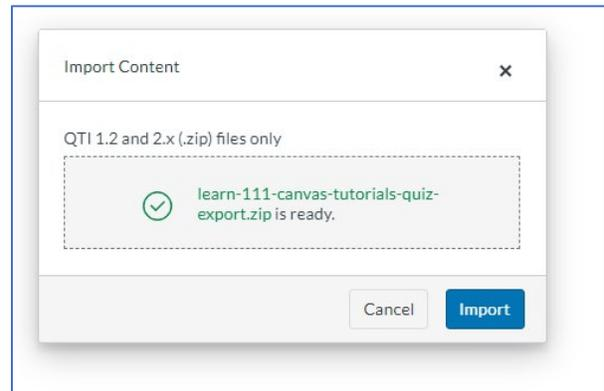 Import Content
QTI 1.2 and 2.x (.zip) files only
learn-111-canvas-tutorials-quiz-
export.zip is ready.
Cancel Import